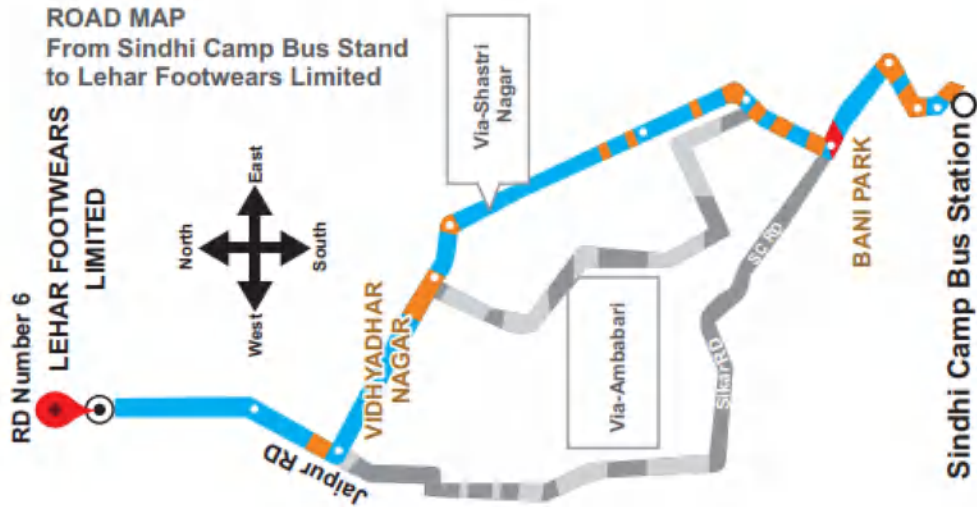 ROAD MAP
From Sindhi Camp Bus Stand
to Lehar Footwears Limited
RD Number 6
LEHAR FOOTWEARS
LIMITED
North
East
West
South
Via-Shastri
Nagar
VIDHYADHAR
NAGAR
Jaipur RD
Via-Ambabari
Sikar RD
SC RD
BANI PARK
Sindhi Camp Bus Station